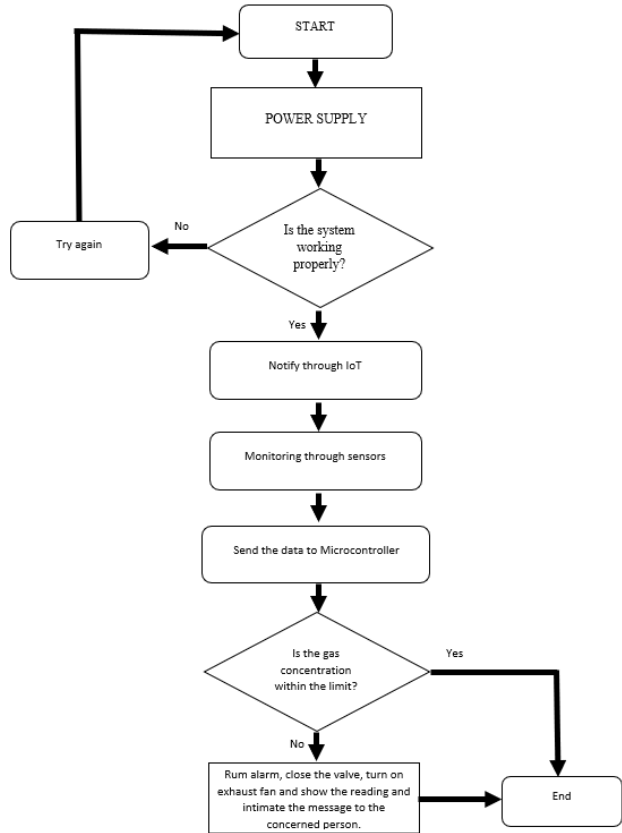 START
POWER SUPPLY
Is the system
working
properly?
No
Try again
Yes
Notify through IoT
Monitoring through sensors
Send the data to Microcontroller
Is the gas
concentration
within the limit?
Yes
No
Rum alarm, close the valve, turn on
exhaust fan and show the reading and
intimate the message to the
concerned person.
End